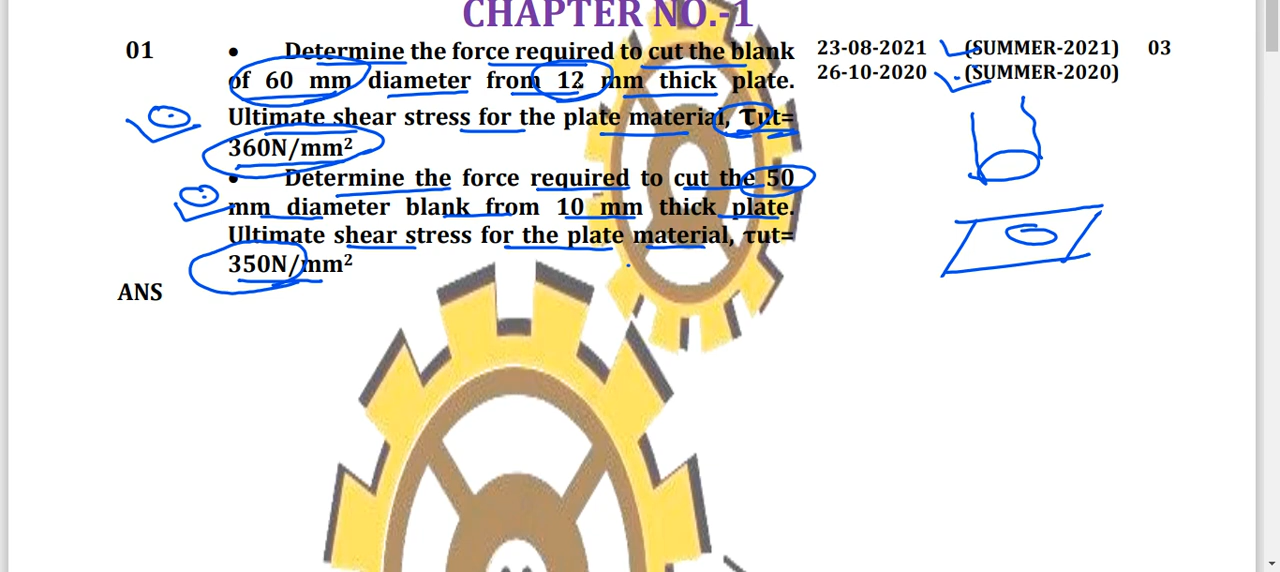 CHAPTER NO.-1
01 • Determine the force required to cut the blank 23-08-2021 (SUMMER-2021) 03
of 60 mm diameter from 12 mm thick plate. 26-10-2020 (SUMMER-2020)
Ultimate shear stress for the plate material, τut=
360N/mm²
• Determine the force required to cut the 50
mm diameter blank from 10 mm thick plate.
Ultimate shear stress for the plate material, τut=
350N/mm²
ANS